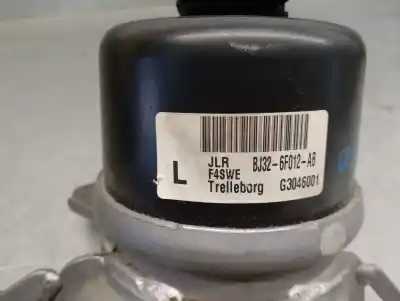 JLR BJ32-6F012-AB
L F4SWE
Trelleborg G3046001